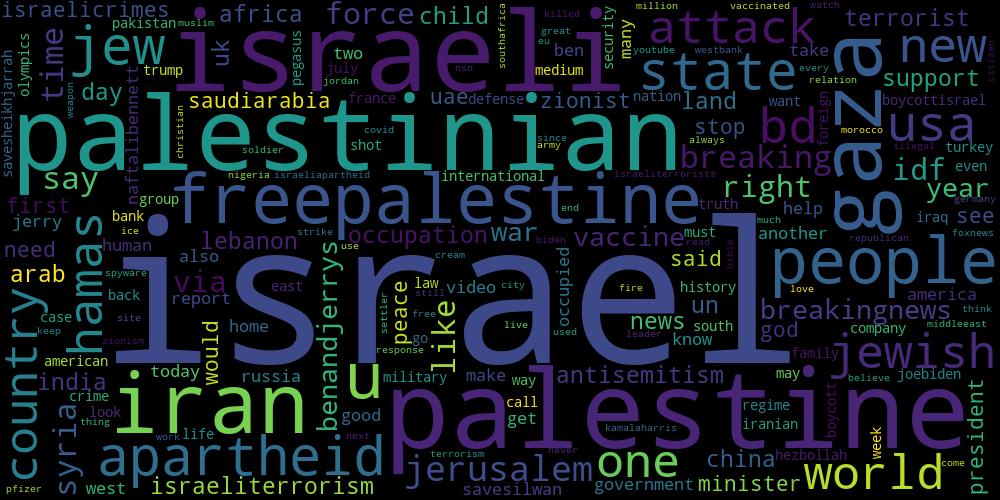 israelicrimes
pakistan
muslim
africa
force
child
killed
israeli
attack
million
vaccinated
watch
terrorist
new
olympics
time
jew
trump
uk
pegasus
two
july
jordan
great
eu
nso
southafrica
ben
medium
security
many
youtube
westbank
state
take
every
relation
gaza
citizen
support
savesheikhjarrah
day
weapon
naftalibennett
saudiarabia
france
uae
defense
zionist
nation
land
want
boycottisrael
foreign
palestinian
christian
covid
shot
soldier
since
army
always
stop
bd
morocco
illegal
usa
turkey
breaking
idf
even
say
nigeria
israeliapartheid
international
israeliterrorists
truth
right
year
germany
first
group
freepalestine
end
help
iraq
see
jerry
bank
ice
strike
occupation
war
biden
vaccine
much
must
read
another
republican
foxnews
need
human
lebanon
hamas
also
use
cream
law
still
city
video
occupied
said
oible
people
arab
spyware
via
report
east
benandjerrys
settler
peace
fire
history
un
love
america
country
case
back
keep
site
zionism
home
israel
free
go
like
live
used
news
south
leader
know
breakingnews
middleeast
god
company
think
american
would
response
family
jewish
india
today
russia
iran
u
military
make
way
antisemitism
may
believe
joebiden
crime
look
thing
syria
life
work
good
next
palestine
call
get
kamalaharris
never
regime
iranian
boycott
week
president
apartheid
terrorism
jerusalem
one
china
hezbollah
pfizer
west
israeliterrorism
savesilwan
government
minister
world
come